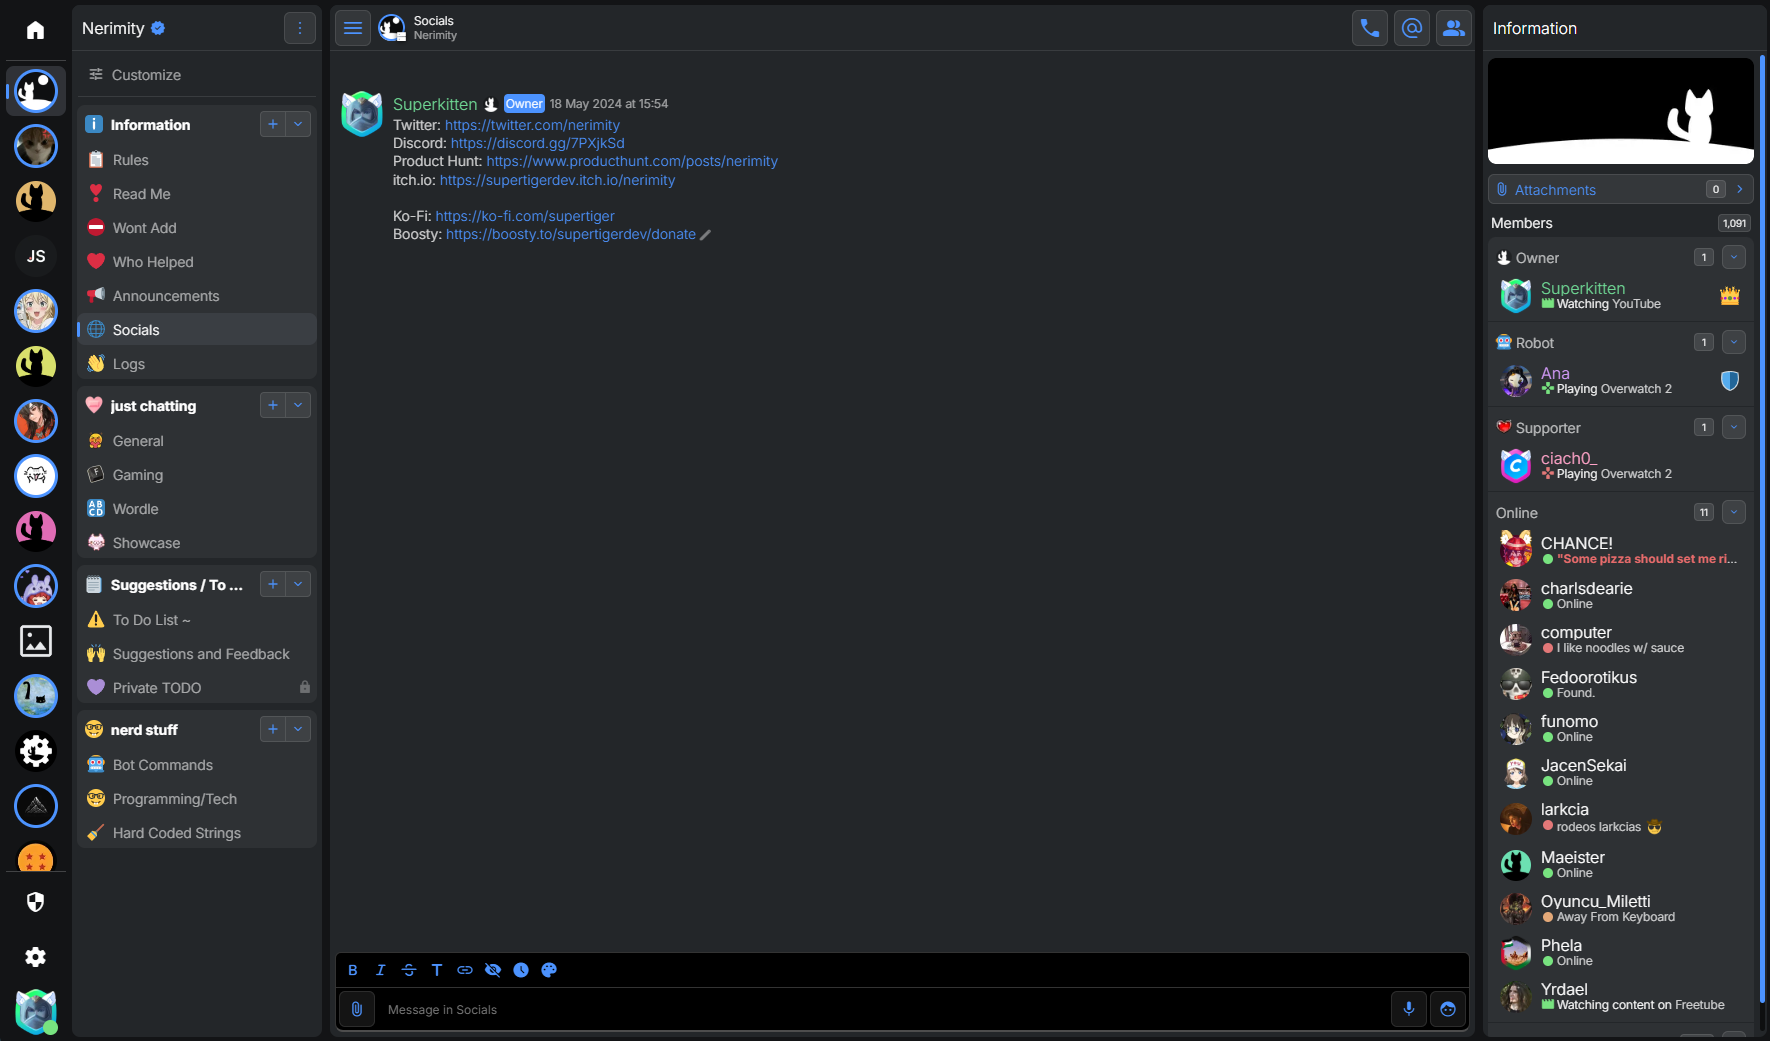 Nerimity
Customize
Information
Rules
Read Me
Wont Add
Who Helped
Announcements
Socials
Logs
just chatting
General
Gaming
Wordle
Showcase
Suggestions / To ...
To Do List ~
Suggestions and Feedback
Private TODO
nerd stuff
Bot Commands
Programming/Tech
Hard Coded Strings
JS
Socials
Nerimity
Superkitten Owner 18 May 2024 at 15:54
Twitter: https://twitter.com/nerimity
Discord: https://discord.gg/7PXjkSd
Product Hunt: https://www.producthunt.com/posts/nerimity
itch.io: https://supertigerdev.itch.io/nerimity
Ko-Fi: https://ko-fi.com/supertiger
Boosty: https://boosty.to/supertigerdev/donate
B I S T
Message in Socials
Information
Attachments 0
Members 1,091
Owner 1
Superkitten
Watching YouTube
Robot 1
Ana
Playing Overwatch 2
Supporter 1
ciach0_
Playing Overwatch 2
Online 11
CHANCE!
"Some pizza should set me ri...
charlsdearie
Online
computer
I like noodles w/ sauce
Fedoorotikus
Found.
funomo
Online
JacenSekai
Online
larkcia
rodeos larkcias
Maeister
Online
Oyuncu_Miletti
Away From Keyboard
Phela
Online
Yrdael
Watching content on Freetube